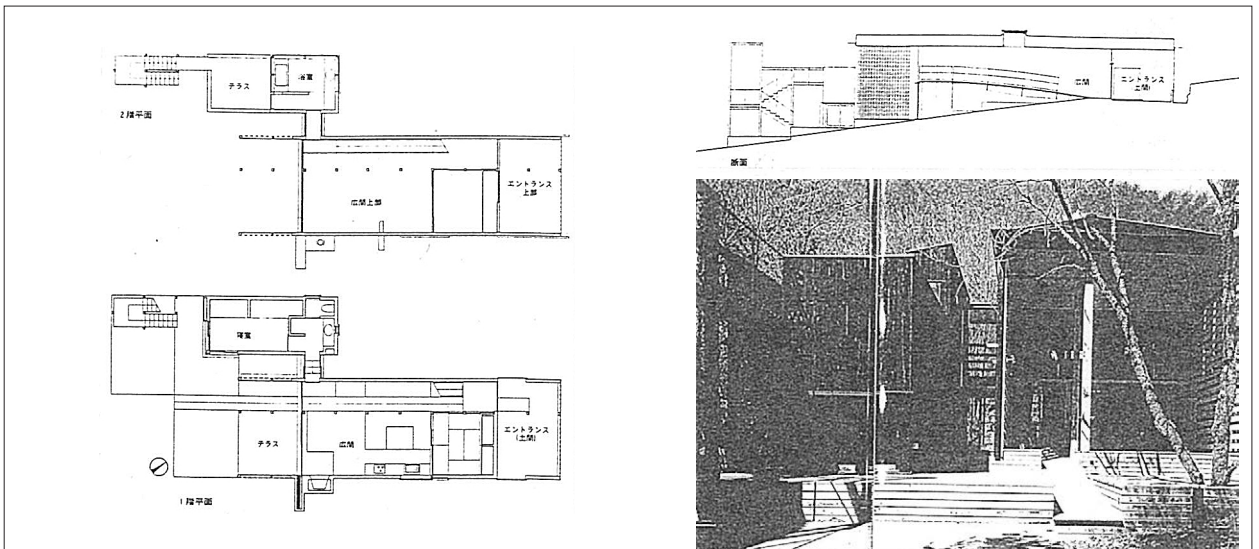 浴室
テラス
2階平面
エントランス
上部
広間上部
寝室
テラス
広間
エントランス
(土間)
1階平面
広間
エントランス
(土間)
断面